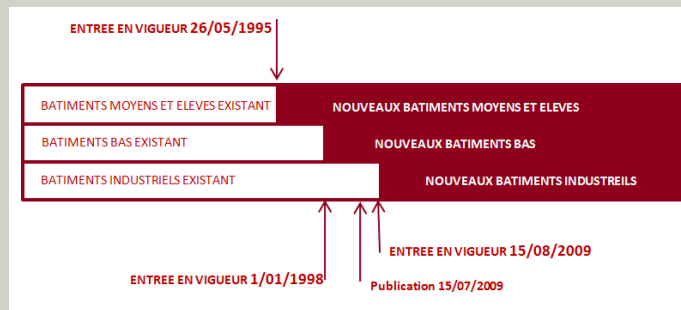 ENTREE EN VIGUEUR 26/05/1995
BATIMENTS MOYENS ET ELEVES EXISTANT
NOUVEAUX BATIMENTS MOYENS ET ELEVES
BATIMENTS BAS EXISTANT
NOUVEAUX BATIMENTS BAS
BATIMENTS INDUSTRIELS EXISTANT
NOUVEAUX BATIMENTS INDUSTREILS
ENTREE EN VIGUEUR 15/08/2009
ENTREE EN VIGUEUR 1/01/1998
Publication 15/07/2009